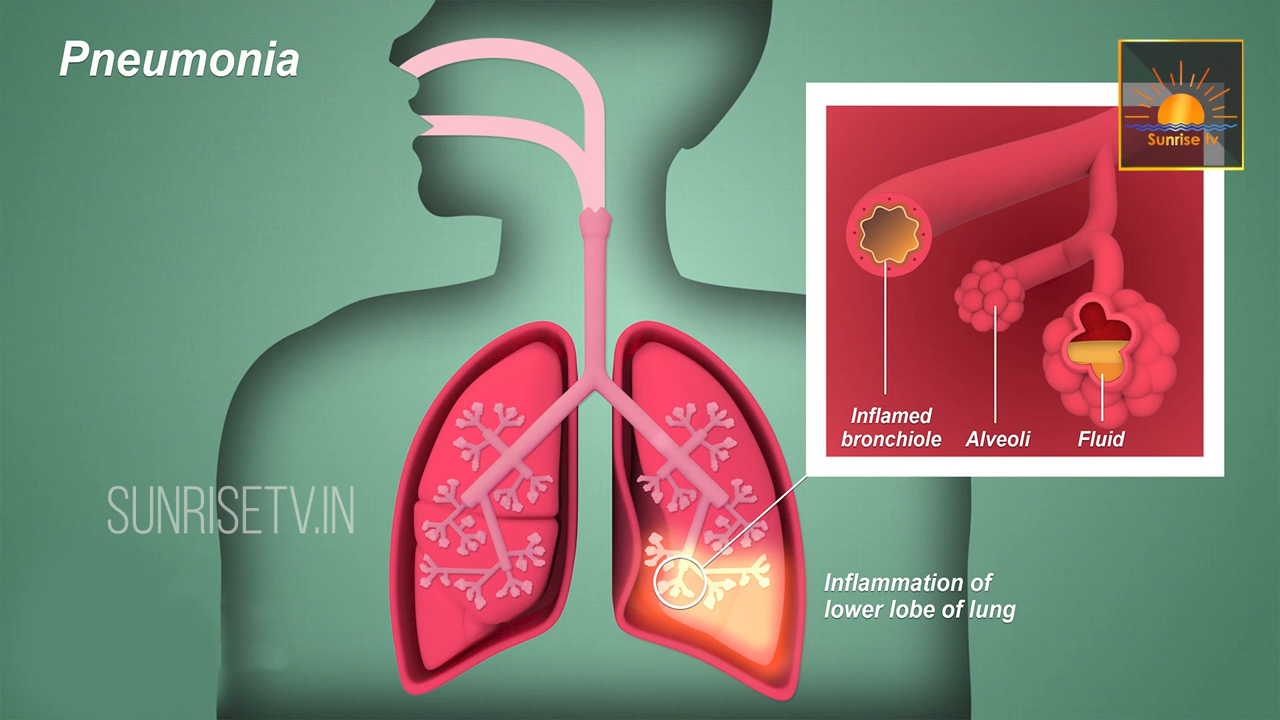 Pneumonia
Sunrise tv
Inflamed
bronchiole
Alveoli
Fluid
SUNRISETV.IN
Inflammation of
lower lobe of lung